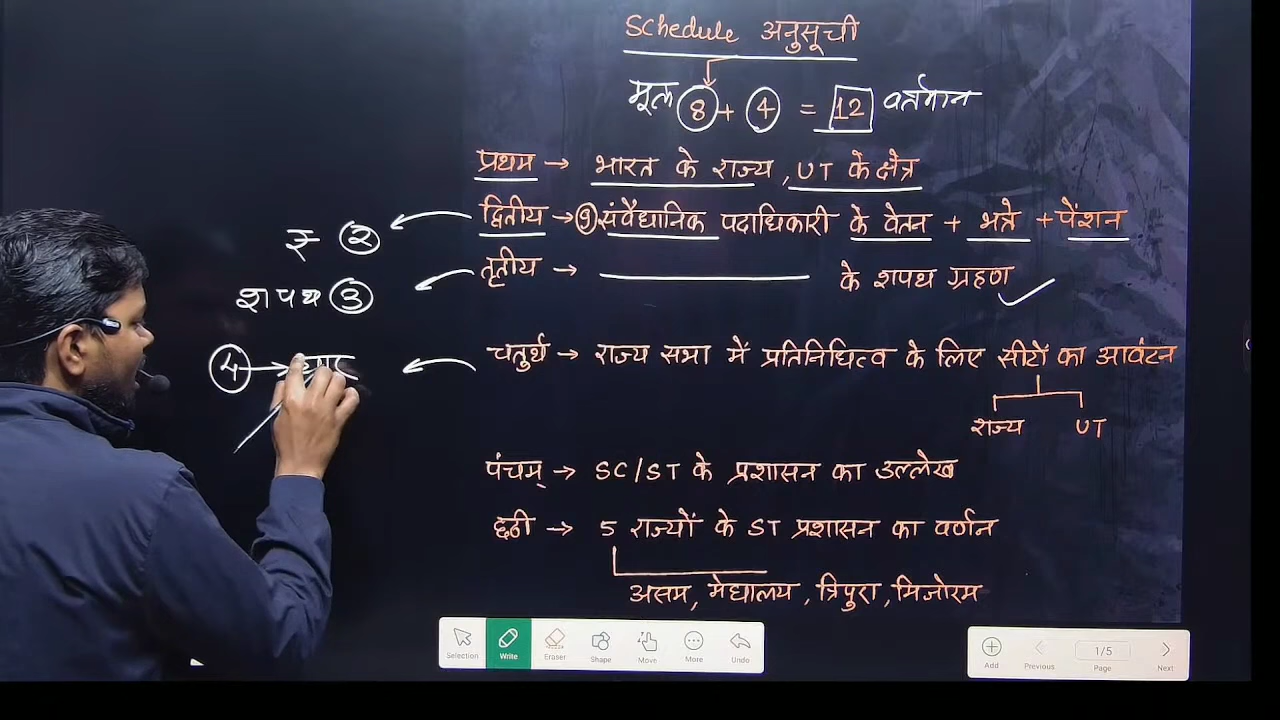 Schedule अनुसूची
मूल 8 + 4 = 12 वर्तमान
प्रथम → भारत के राज्य , UT के क्षेत्र
द्वितीय → 9 संवैधानिक पदाधिकारी के वेतन + भत्ते + पेंशन
२
तृतीय → के शपथ ग्रहण
शपथ 3
चतुर्थ → राज्य सभा में प्रतिनिधित्व के लिए सीटों का आवंटन
राज्य UT
पंचम् → SC/ST के प्रशासन का उल्लेख
छठी → 5 राज्यों के ST प्रशासन का वर्णन
असम, मेघालय, त्रिपुरा, मिजोरम
Selection Write Eraser Shape Move More Undo
Add Previous 1/5 Page Next